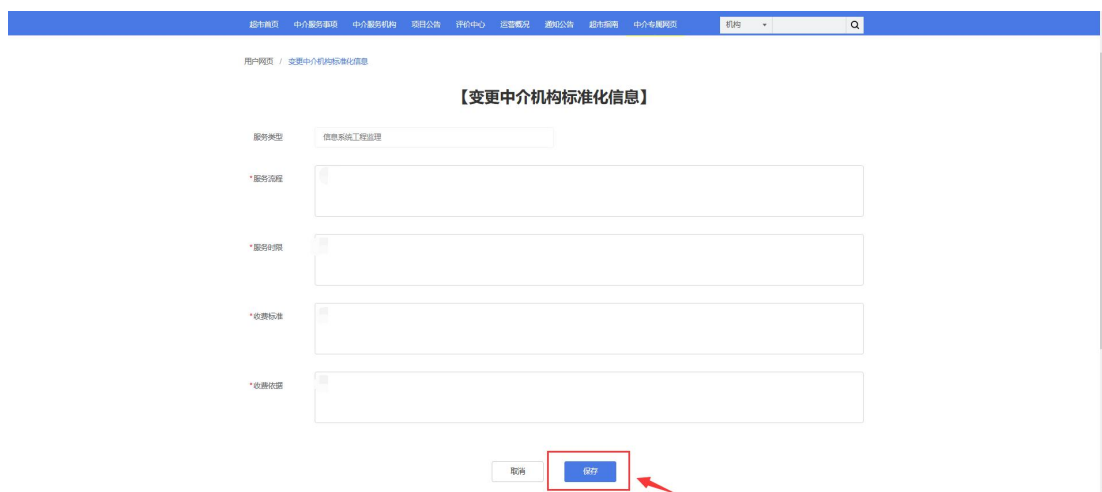 超市首页 中介服务事项 中介服务机构 项目公告 评价中心 运营概况 通知公告 超市指南 中介专属网页 机构
用户网页 / 变更中介机构标准化信息
【变更中介机构标准化信息】
服务类型 信息系统工程监理
*服务流程
*服务时限
*收费标准
*收费依据
取消 保存